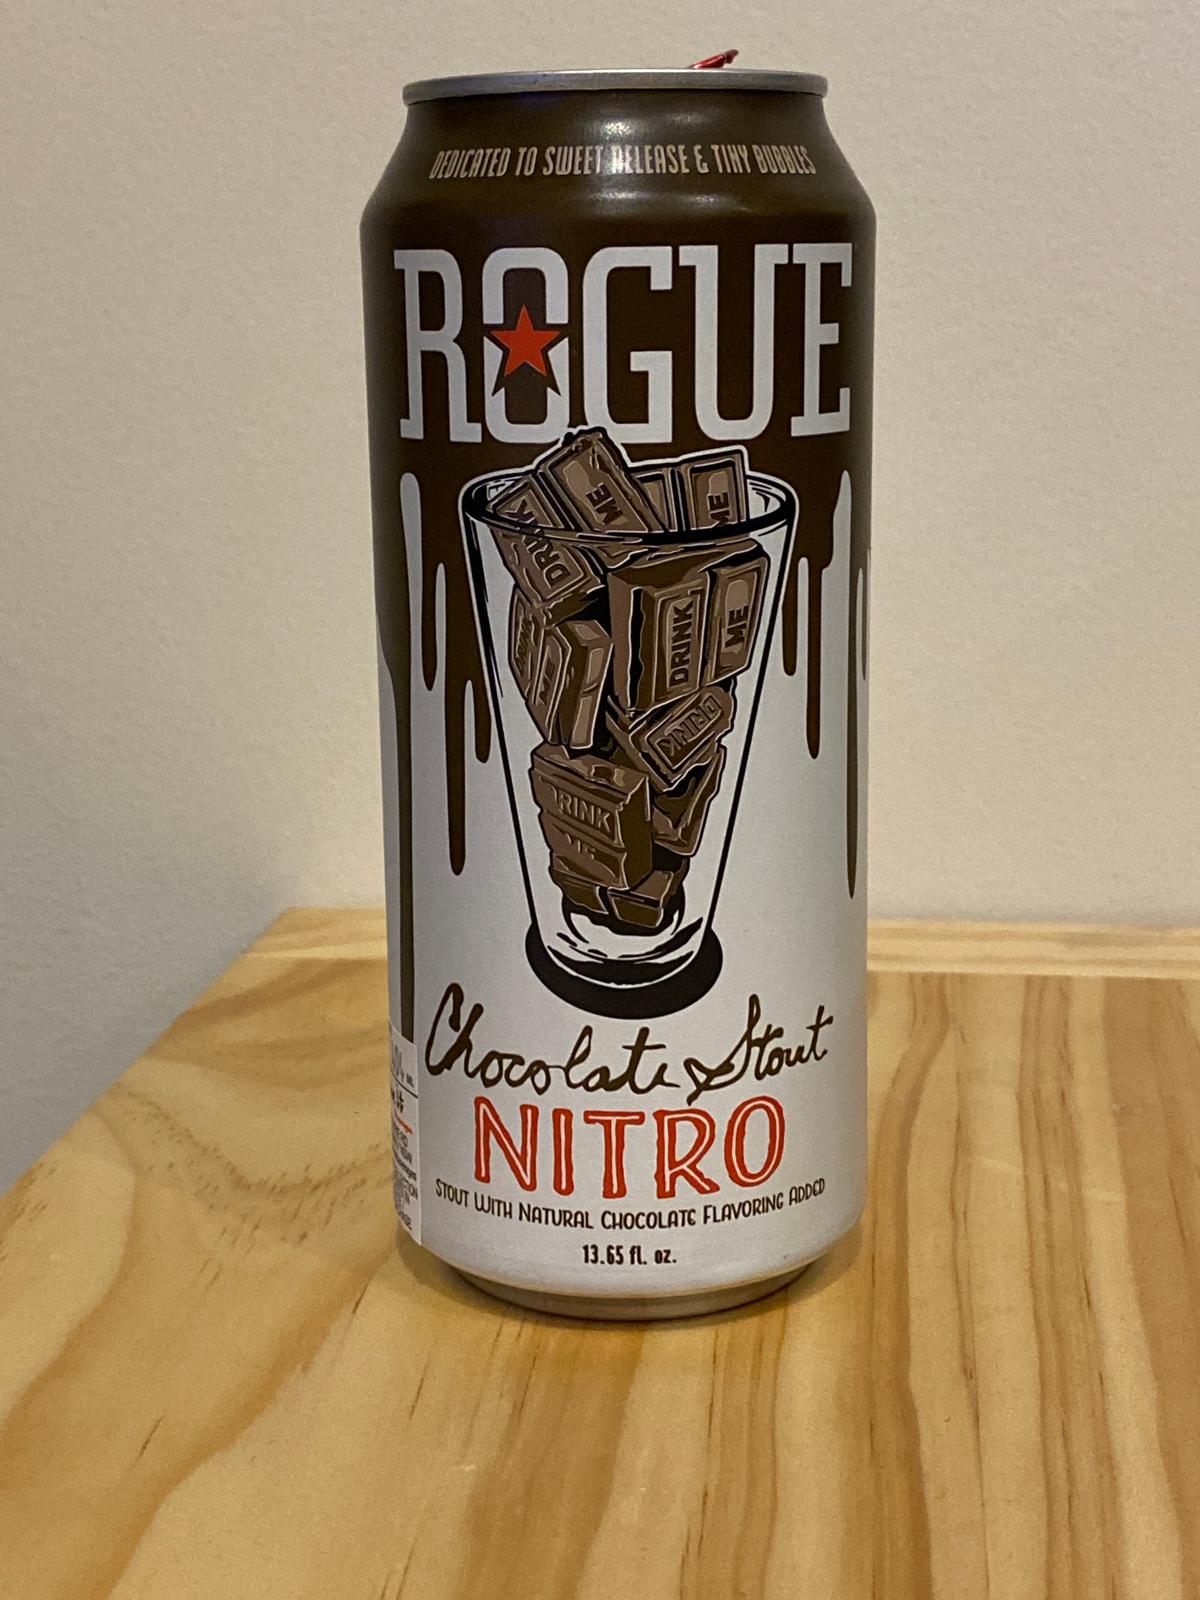 DEDICATED TO SWEET RELEASE & TINY BUBBLES
ROGUE
ME
ME
DRINK
DRINK
ME
DRINK
ME
DRINK
DRINK
Chocolate Stout
NITRO
STOUT WITH NATURAL CHOCOLATE FLAVORING ADDED
13.65 fl. oz.
ML